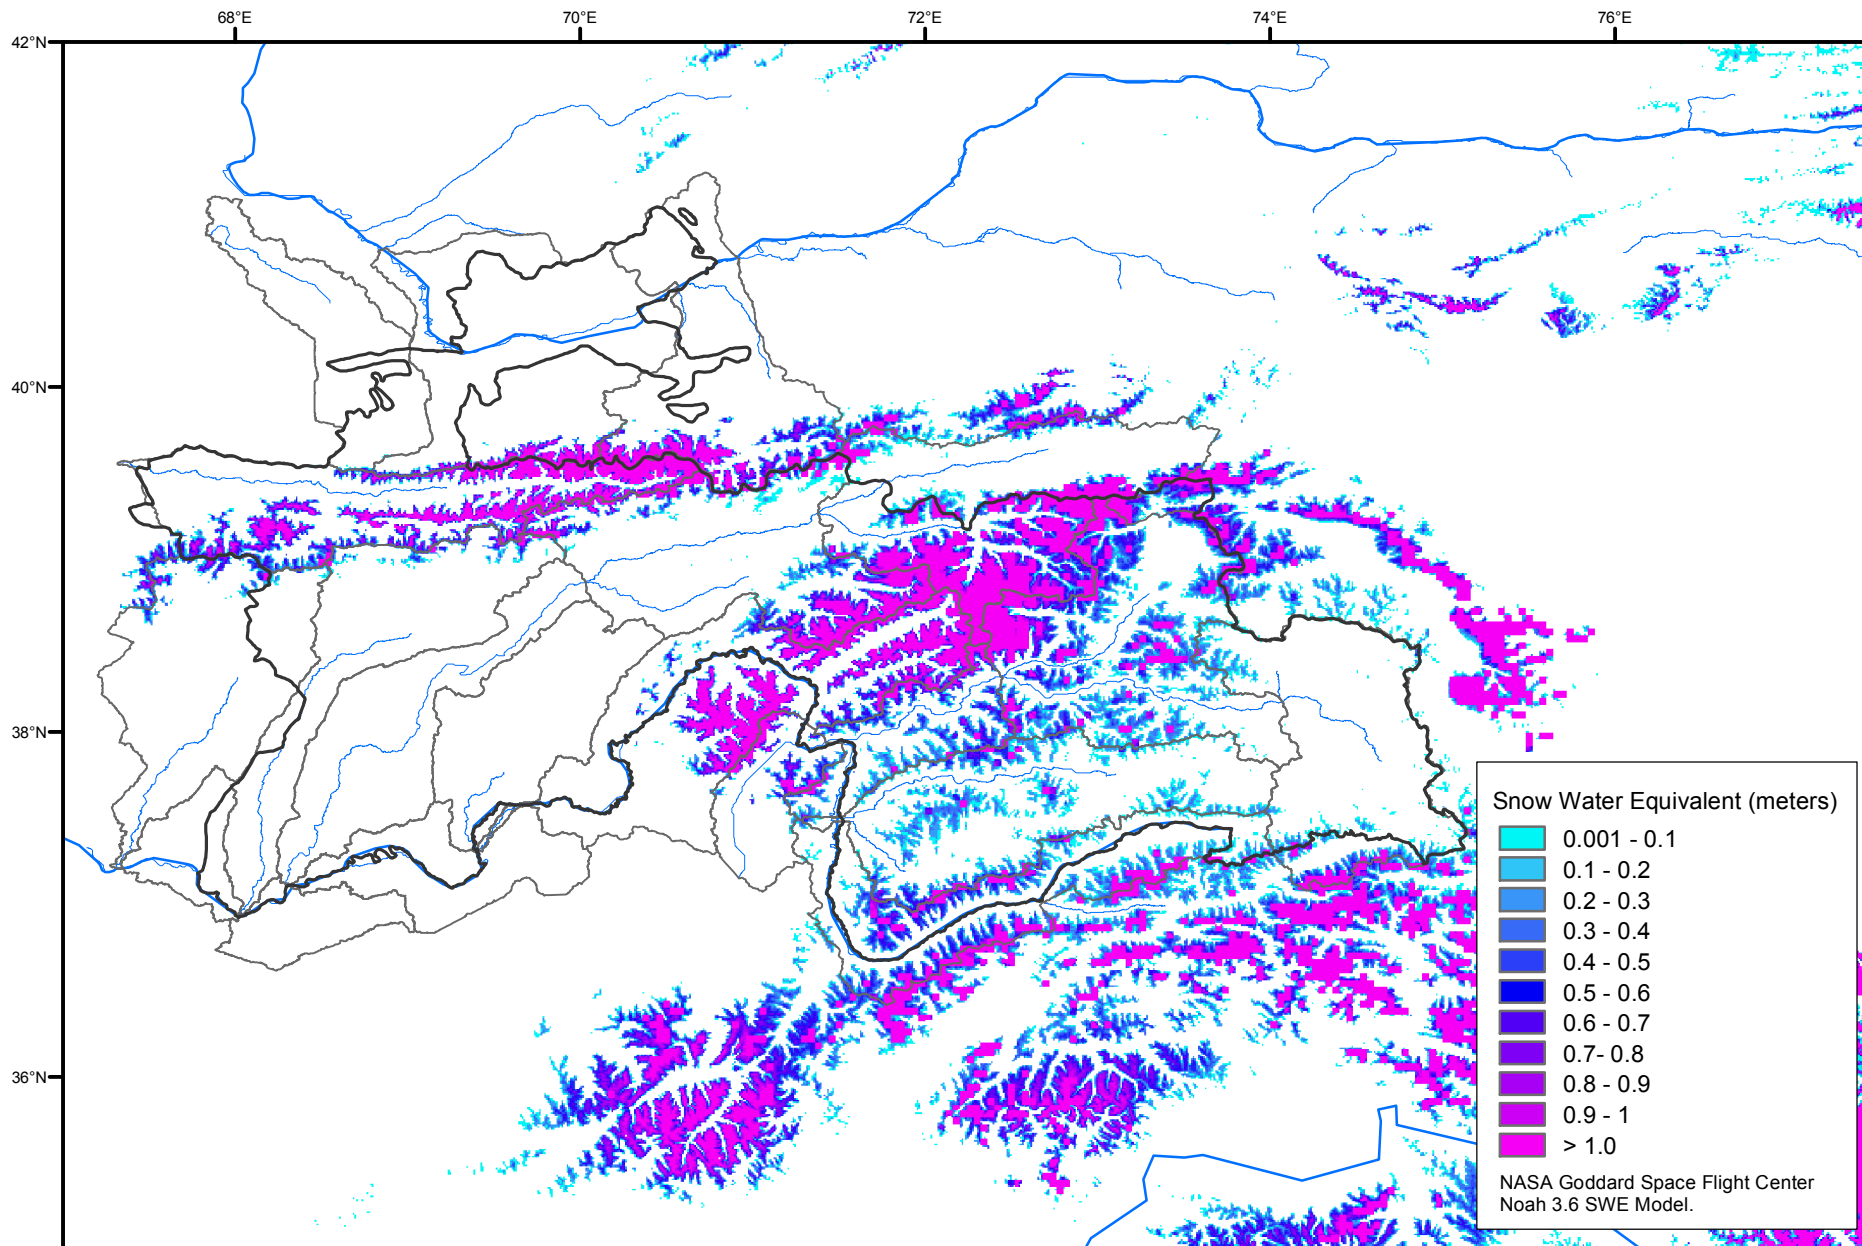 68°E 70°E 72°E 74°E 76°E
42°N
40°N
38°N
36°N
Snow Water Equivalent (meters)
0.001 - 0.1
0.1 - 0.2
0.2 - 0.3
0.3 - 0.4
0.4 - 0.5
0.5 - 0.6
0.6 - 0.7
0.7- 0.8
0.8 - 0.9
0.9 - 1
> 1.0
NASA Goddard Space Flight Center
Noah 3.6 SWE Model.